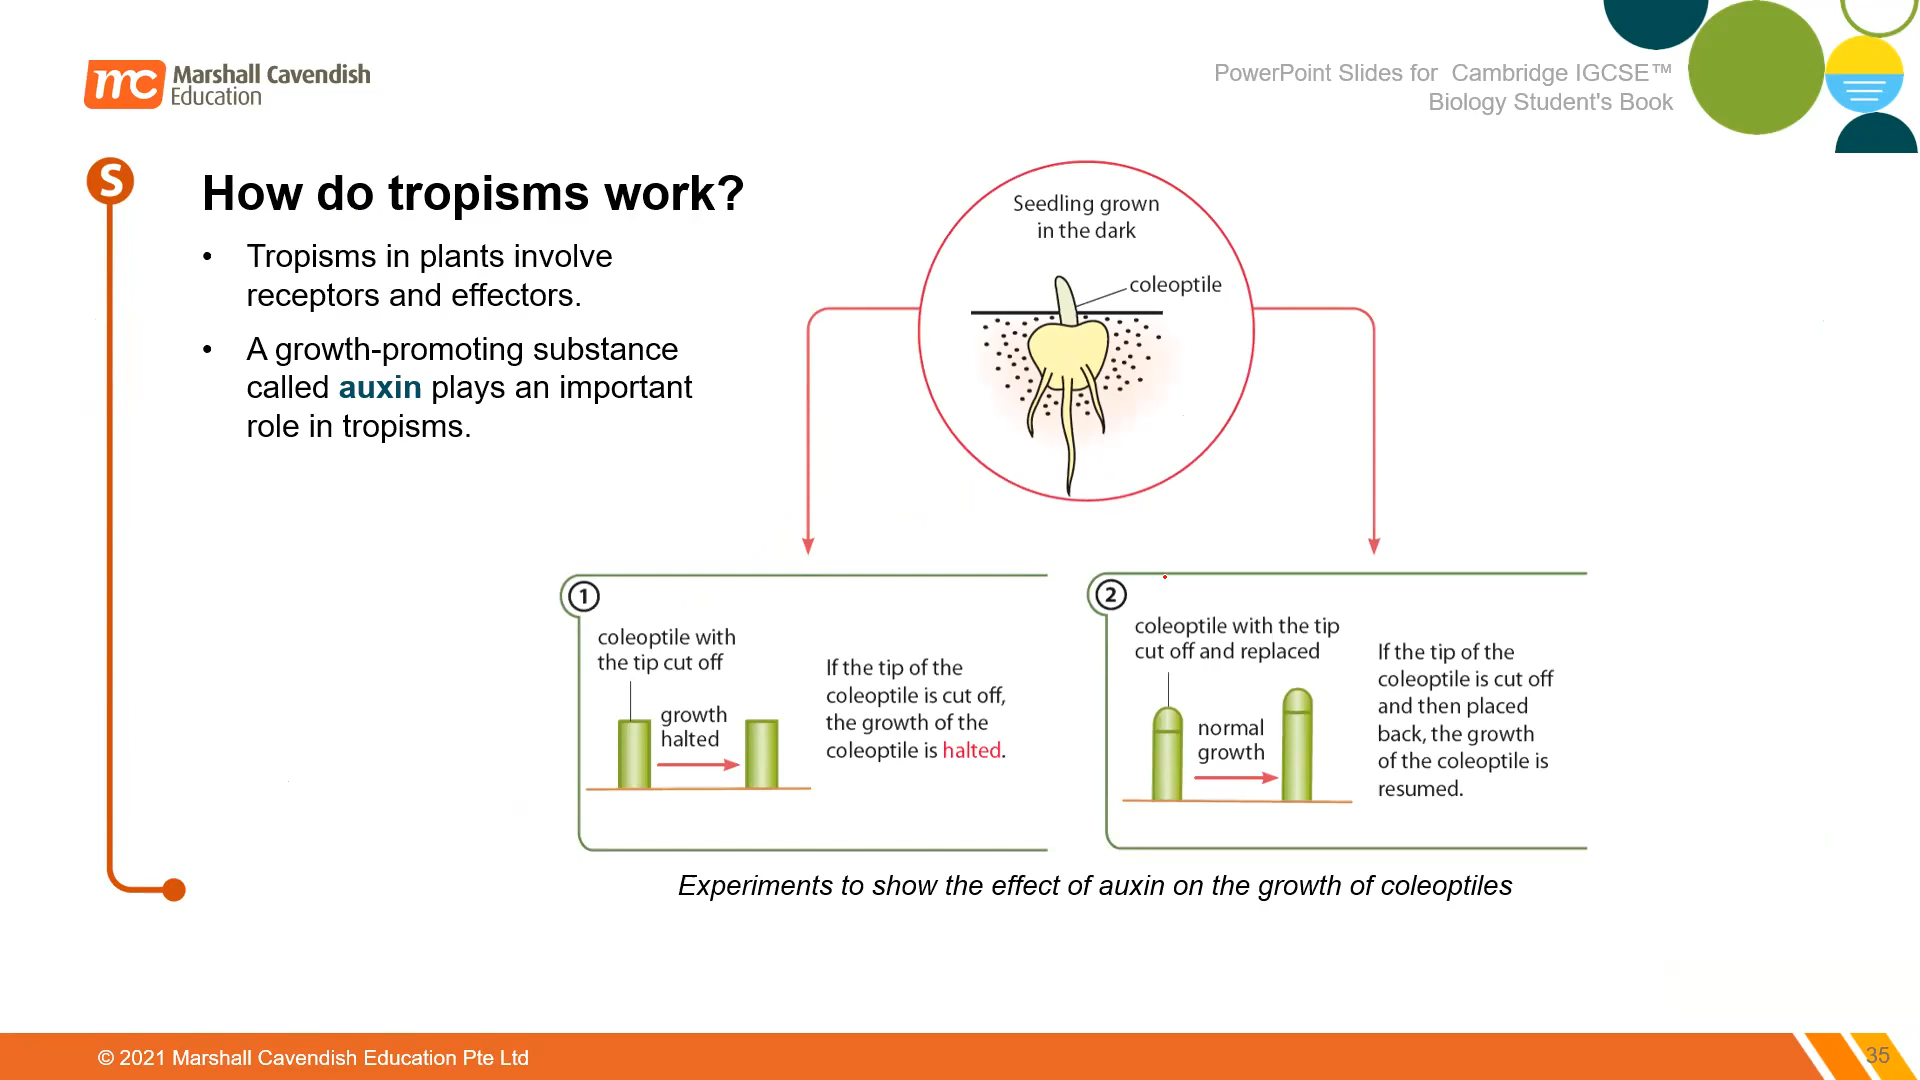 mc Marshall Cavendish
Education
PowerPoint Slides for Cambridge IGCSE™
Biology Student's Book
S
How do tropisms work?
• Tropisms in plants involve
receptors and effectors.
• A growth-promoting substance
called auxin plays an important
role in tropisms.
Seedling grown
in the dark
coleoptile
1
coleoptile with
the tip cut off
growth
halted
If the tip of the
coleoptile is cut off,
the growth of the
coleoptile is halted.
2
coleoptile with the tip
cut off and replaced
normal
growth
If the tip of the
coleoptile is cut off
and then placed
back, the growth
of the coleoptile is
resumed.
Experiments to show the effect of auxin on the growth of coleoptiles
© 2021 Marshall Cavendish Education Pte Ltd
35